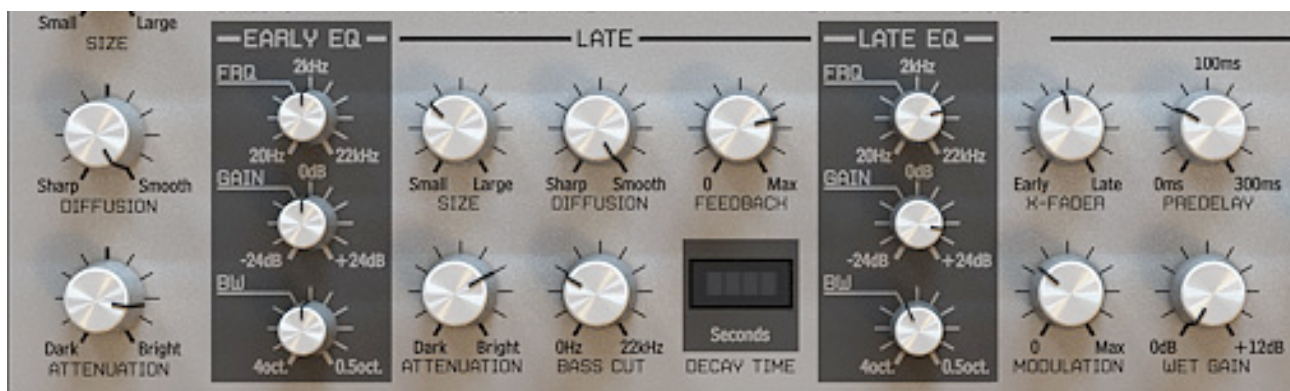 Small Large
SIZE
EARLY EQ
LATE
LATE EQ
FRQ
2kHz
FRQ
2kHz
100ms
20Hz 22kHz
20Hz 22kHz
Sharp Smooth
DIFFUSION
GAIN
0dB
Small Large
SIZE
Sharp Smooth
DIFFUSION
0 Max
FEEDBACK
GAIN
0dB
Early Late
X-FADER
0ms 300ms
PREDELAY
-24dB +24dB
-24dB +24dB
BW
BW
Seconds
Dark Bright
ATTENUATION
4oct. 0.5oct.
Dark Bright
ATTENUATION
0Hz 22kHz
BASS CUT
DECAY TIME
4oct. 0.5oct.
0 Max
MODULATION
0dB +12dB
WET GAIN